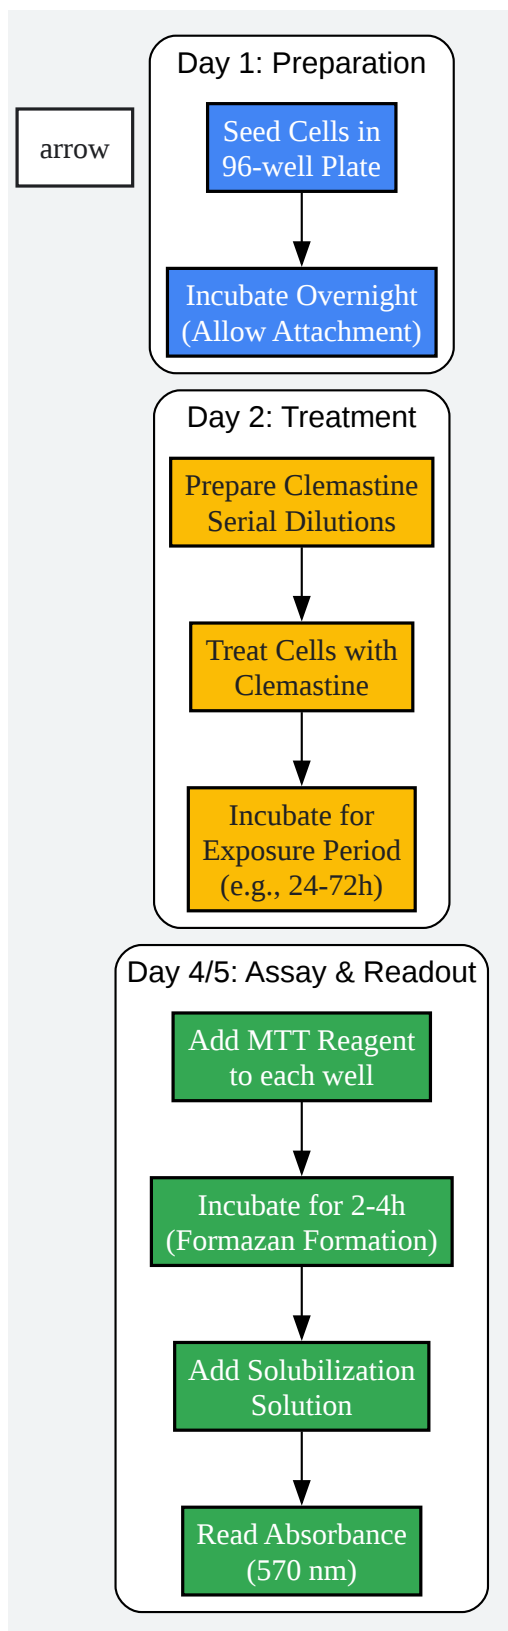 Day 1: Preparation
arrow
Seed Cells in
96-well Plate
Incubate Overnight
(Allow Attachment)
Day 2: Treatment
Prepare Clemastine
Serial Dilutions
Treat Cells with
Clemastine
Incubate for
Exposure Period
(e.g., 24-72h)
Day 4/5: Assay & Readout
Add MTT Reagent
to each well
Incubate for 2-4h
(Formazan Formation)
Add Solubilization
Solution
Read Absorbance
(570 nm)